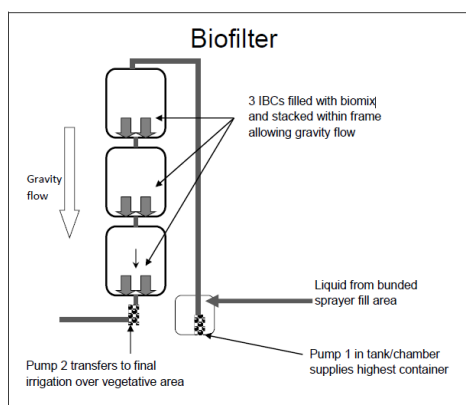 Biofilter
3 IBCs filled with biomix
and stacked within frame
allowing gravity flow
Gravity
flow
Liquid from bunded
sprayer fill area
Pump 2 transfers to final
irrigation over vegetative area
Pump 1 in tank/chamber
supplies highest container